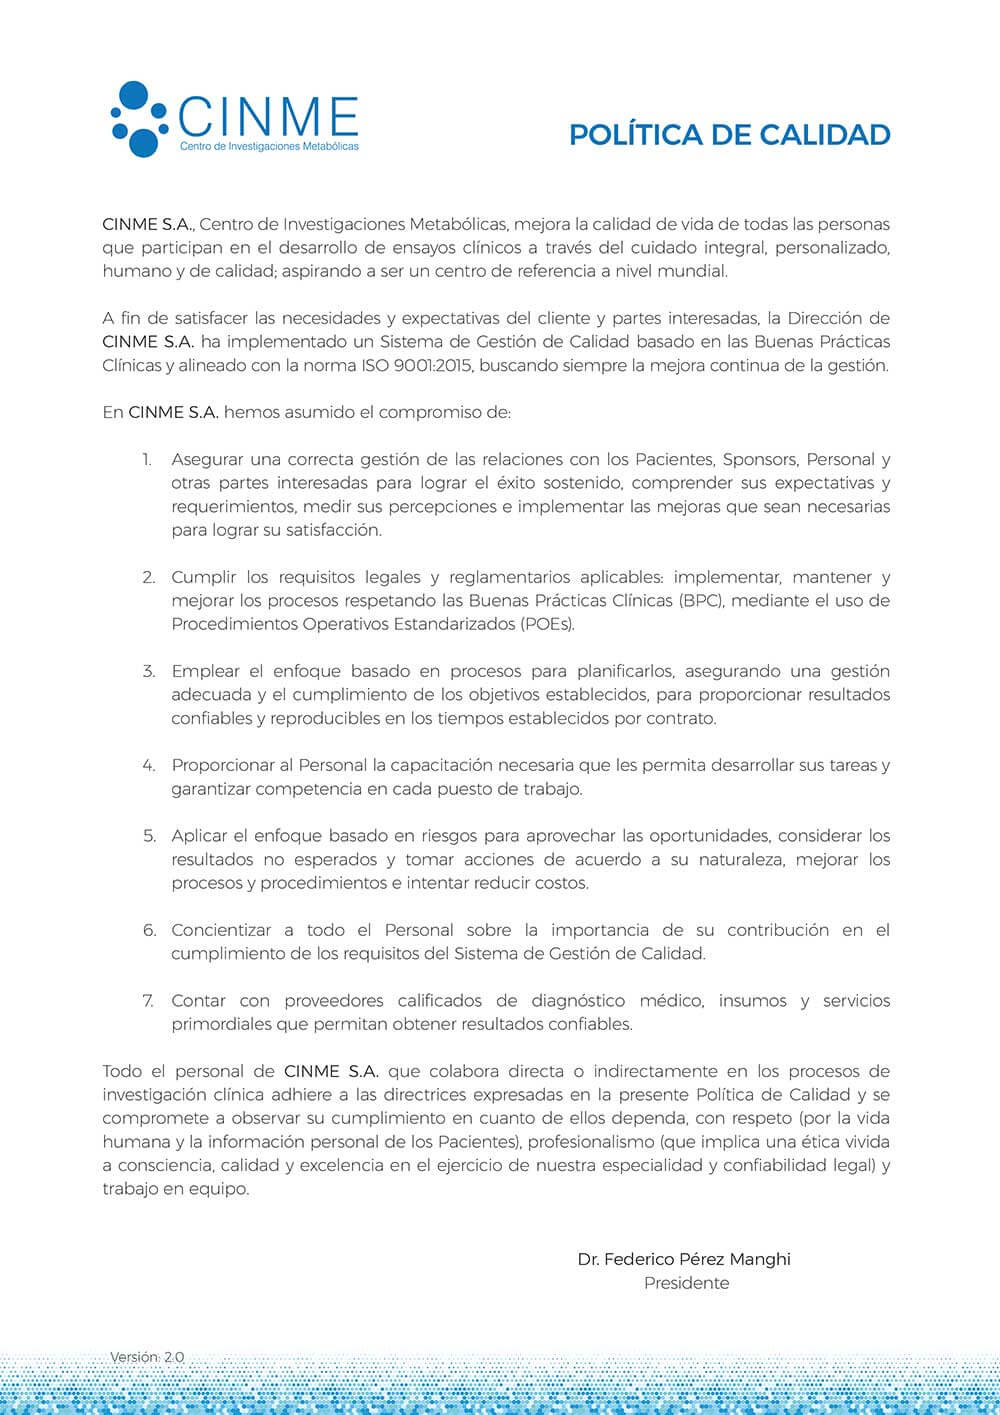 CINME
Centro de Investigaciones Metabólicas
POLÍTICA DE CALIDAD
CINME S.A., Centro de Investigaciones Metabólicas, mejora la calidad de vida de todas las personas
que participan en el desarrollo de ensayos clínicos a través del cuidado integral, personalizado,
humano y de calidad; aspirando a ser un centro de referencia a nivel mundial.
A fin de satisfacer las necesidades y expectativas del cliente y partes interesadas, la Dirección de
CINME S.A. ha implementado un Sistema de Gestión de Calidad basado en las Buenas Prácticas
Clínicas y alineado con la norma ISO 9001:2015, buscando siempre la mejora continua de la gestión.
En CINME S.A. hemos asumido el compromiso de:
1. Asegurar una correcta gestión de las relaciones con los Pacientes, Sponsors, Personal y
otras partes interesadas para lograr el éxito sostenido, comprender sus expectativas y
requerimientos, medir sus percepciones e implementar las mejoras que sean necesarias
para lograr su satisfacción.
2. Cumplir los requisitos legales y reglamentarios aplicables: implementar, mantener y
mejorar los procesos respetando las Buenas Prácticas Clínicas (BPC), mediante el uso de
Procedimientos Operativos Estandarizados (POEs).
3. Emplear el enfoque basado en procesos para planificarlos, asegurando una gestión
adecuada y el cumplimiento de los objetivos establecidos, para proporcionar resultados
confiables y reproducibles en los tiempos establecidos por contrato.
4. Proporcionar al Personal la capacitación necesaria que les permita desarrollar sus tareas y
garantizar competencia en cada puesto de trabajo.
5. Aplicar el enfoque basado en riesgos para aprovechar las oportunidades, considerar los
resultados no esperados y tomar acciones de acuerdo a su naturaleza, mejorar los
procesos y procedimientos e intentar reducir costos.
6. Concientizar a todo el Personal sobre la importancia de su contribución en el
cumplimiento de los requisitos del Sistema de Gestión de Calidad.
7. Contar con proveedores calificados de diagnóstico médico, insumos y servicios
primordiales que permitan obtener resultados confiables.
Todo el personal de CINME S.A. que colabora directa o indirectamente en los procesos de
investigación clínica adhiere a las directrices expresadas en la presente Política de Calidad y se
compromete a observar su cumplimiento en cuanto de ellos dependa, con respeto (por la vida
humana y la información personal de los Pacientes), profesionalismo (que implica una ética vivida
a consciencia, calidad y excelencia en el ejercicio de nuestra especialidad y confiabilidad legal) y
trabajo en equipo.
Dr. Federico Pérez Manghi
Presidente
Versión: 2.0